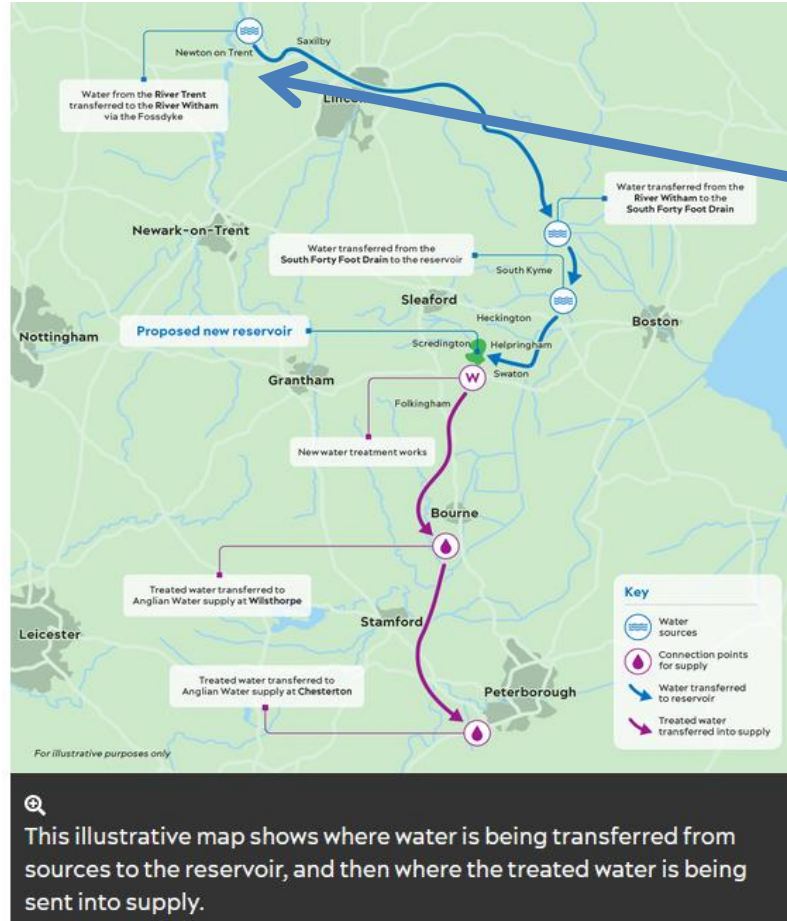 Saxilby
Newton on Trent
Water from the River Trent
transferred to the River Witham
via the Fossdyke
Water transferred from the
River Witham to the
South Forty Foot Drain
Newark-on-Trent
Water transferred from the
South Forty Foot Drain to the reservoir
South Kyme
Sleaford
Heckington
Boston
Nottingham
Proposed new reservoir
Scredington
Helpringham
Swaton
Grantham
W
Folkingham
New water treatment works
Bourne
Treated water transferred to
Anglian Water supply at Wilsthorpe
Stamford
Leicester
Treated water transferred to
Anglian Water supply at Chesterton
Peterborough
Key
Water
sources
Connection points
for supply
Water transferred
to reservoir
Treated water
transferred into supply
For illustrative purposes only
This illustrative map shows where water is being transferred from
sources to the reservoir, and then where the treated water is being
sent into supply.